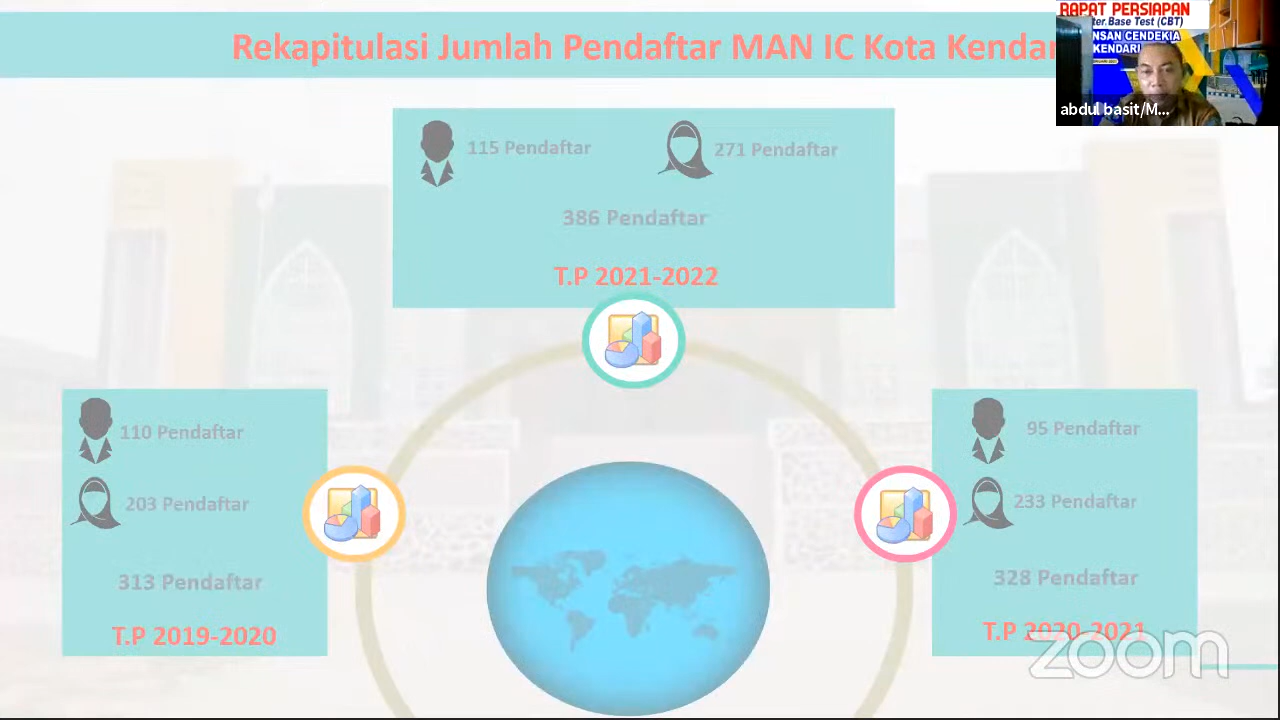 Rekapitulasi Jumlah Pendaftar MAN IC Kota Kendar
RAPAT PERSIAPAN
ter Base Test (CBT)
NSAN CENDEKIA
KENDARI
abdul basit/M...
115 Pendaftar
271 Pendaftar
386 Pendaftar
T.P 2021-2022
110 Pendaftar
203 Pendaftar
313 Pendaftar
T.P 2019-2020
95 Pendaftar
233 Pendaftar
328 Pendaftar
T.P 2020-2021
zoom